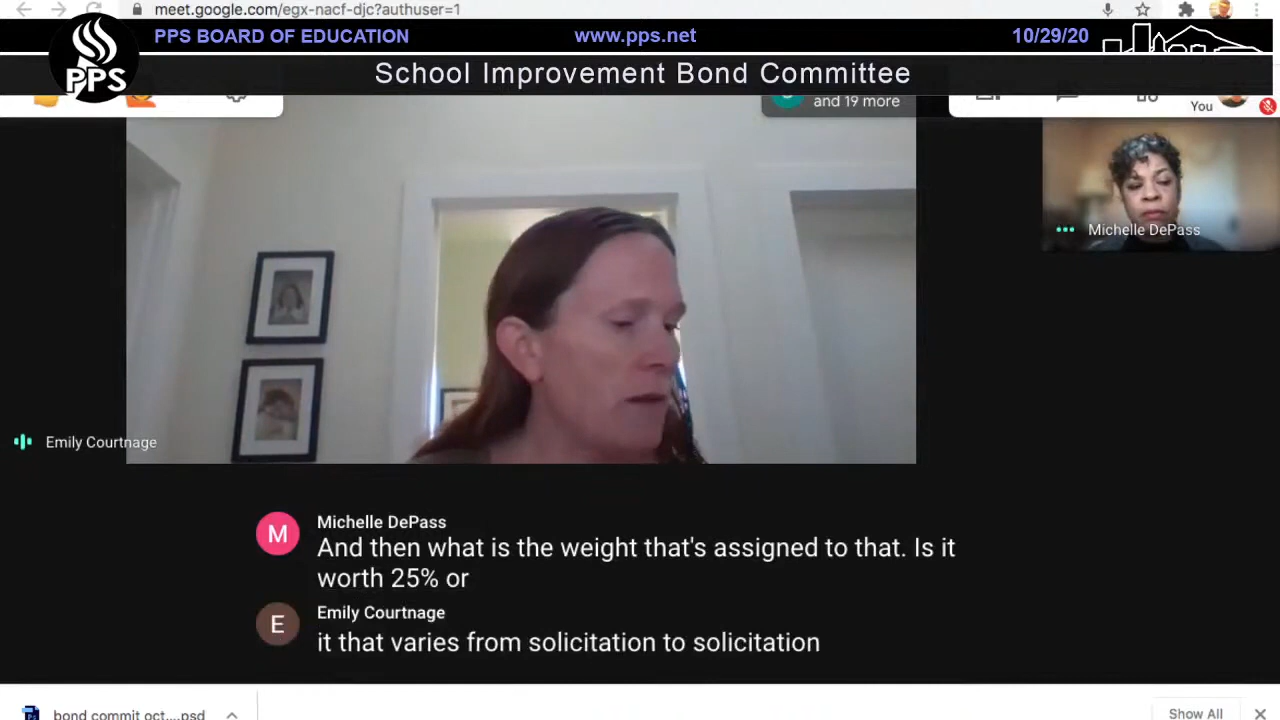 meet.google.com/egx-nacf-djc?authuser=1
PPS BOARD OF EDUCATION
www.pps.net
10/29/20
PPS
School Improvement Bond Committee
and 19 more
You
Michelle DePass
Emily Courtnage
M
Michelle DePass
And then what is the weight that's assigned to that. Is it
worth 25% or
E
Emily Courtnage
it that varies from solicitation to solicitation
bond commit oct....psd
Show All